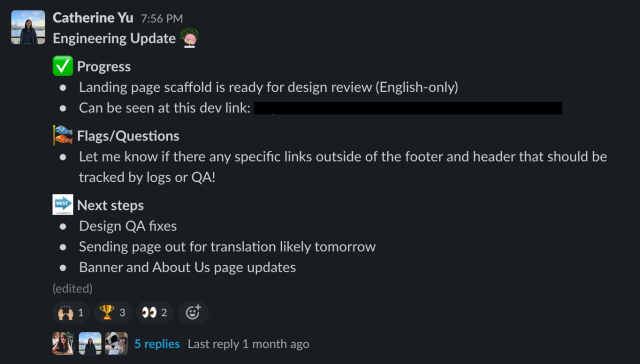 Catherine Yu 7:56 PM
Engineering Update
Progress
Landing page scaffold is ready for design review (English-only)
Can be seen at this dev link:
Flags/Questions
Let me know if there any specific links outside of the footer and header that should be
tracked by logs or QA!
NEXT Next steps
Design QA fixes
Sending page out for translation likely tomorrow
Banner and About Us page updates
(edited)
1 3 2
5 replies Last reply 1 month ago